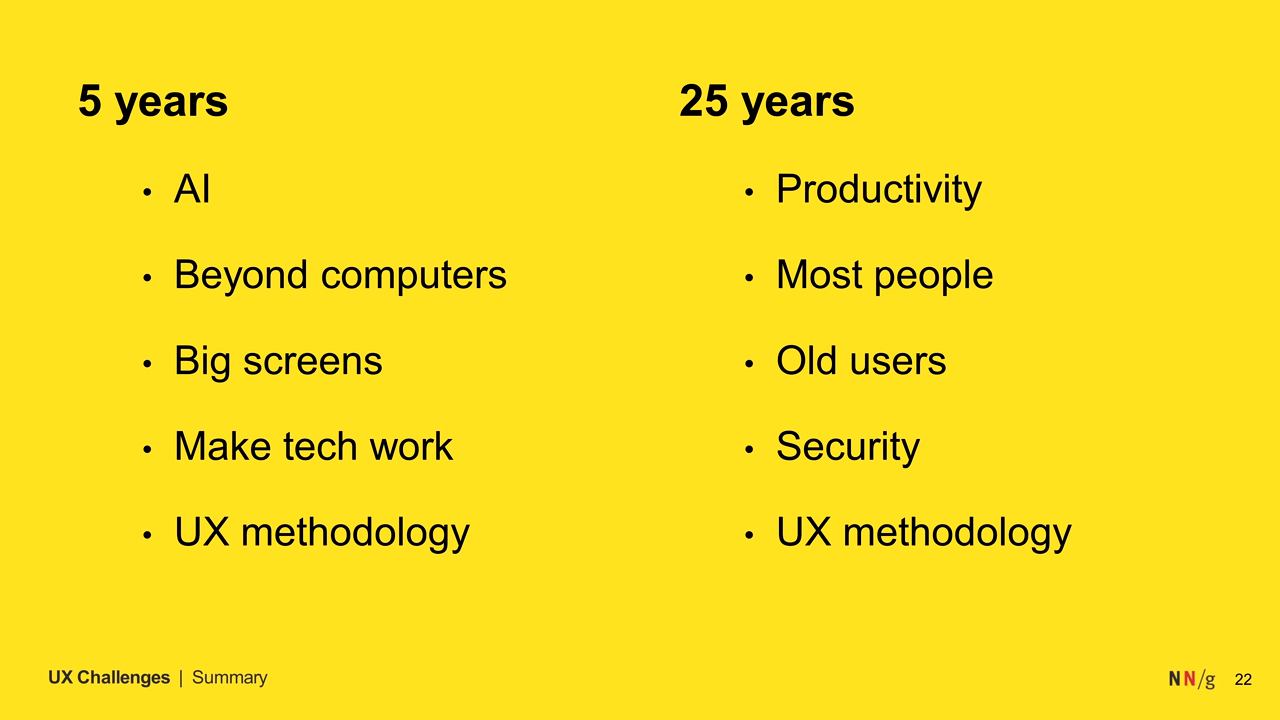 5 years
• AI
• Beyond computers
• Big screens
• Make tech work
• UX methodology
25 years
• Productivity
• Most people
• Old users
• Security
• UX methodology
UX Challenges | Summary
NN/g 22